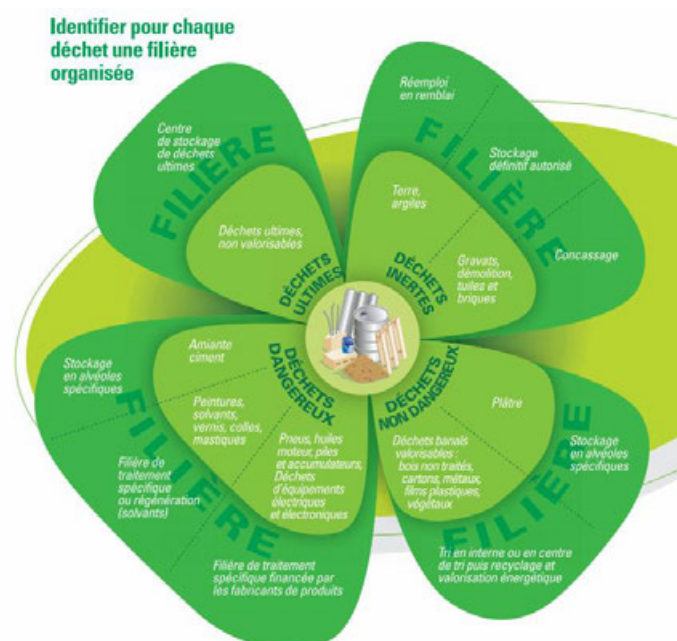 Identifier pour chaque
déchet une filière
organisée
Centre
de stockage
de déchets
ultimes
FILIÈRE
Déchets ultimes,
non valorisables
DÉCHETS
ULTIMES
Réemploi
en remblai
Stockage
définitif autorisé
Concassage
FILIÈRE
Terre,
argiles
Gravats,
démolition,
tuiles et
briques
DÉCHETS
INERTES
Stockage
en alvéoles
spécifiques
Filière de
traitement
spécifique
ou régénération
(solvants)
Filière de traitement
spécifique financée par
les fabricants de produits
FILIÈRE
Amiante
ciment
Peintures,
solvants,
vernis, colles,
mastiques
Pneus, huiles
moteur, piles
et accumulateurs,
Déchets
d'équipements
électriques
et électroniques
DÉCHETS
DANGEREUX
DÉCHETS
NON DANGEREUX
Plâtre
Déchets banals
valorisables :
bois non traités,
cartons, métaux,
films plastiques,
végétaux
FILIÈRE
Stockage
en alvéoles
spécifiques
Tri en interne ou en centre
de tri puis recyclage et
valorisation énergétique